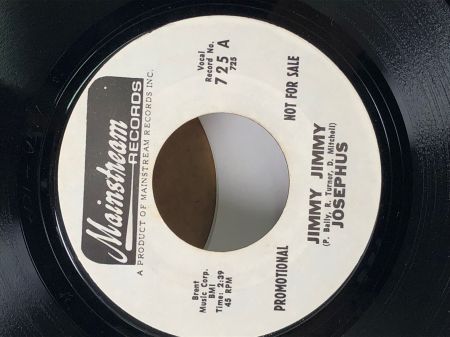 Mainstream
RECORDS
A PRODUCT OF MAINSTREAM RECORDS INC.
Brent
Music Corp.
BMI
Time: 2:39
45 RPM
Vocal
Record No.
725 A
725
PROMOTIONAL NOT FOR SALE
JIMMY JIMMY
(P. Bally, R. Turner, D. Mitchell)
JOSEPHUS